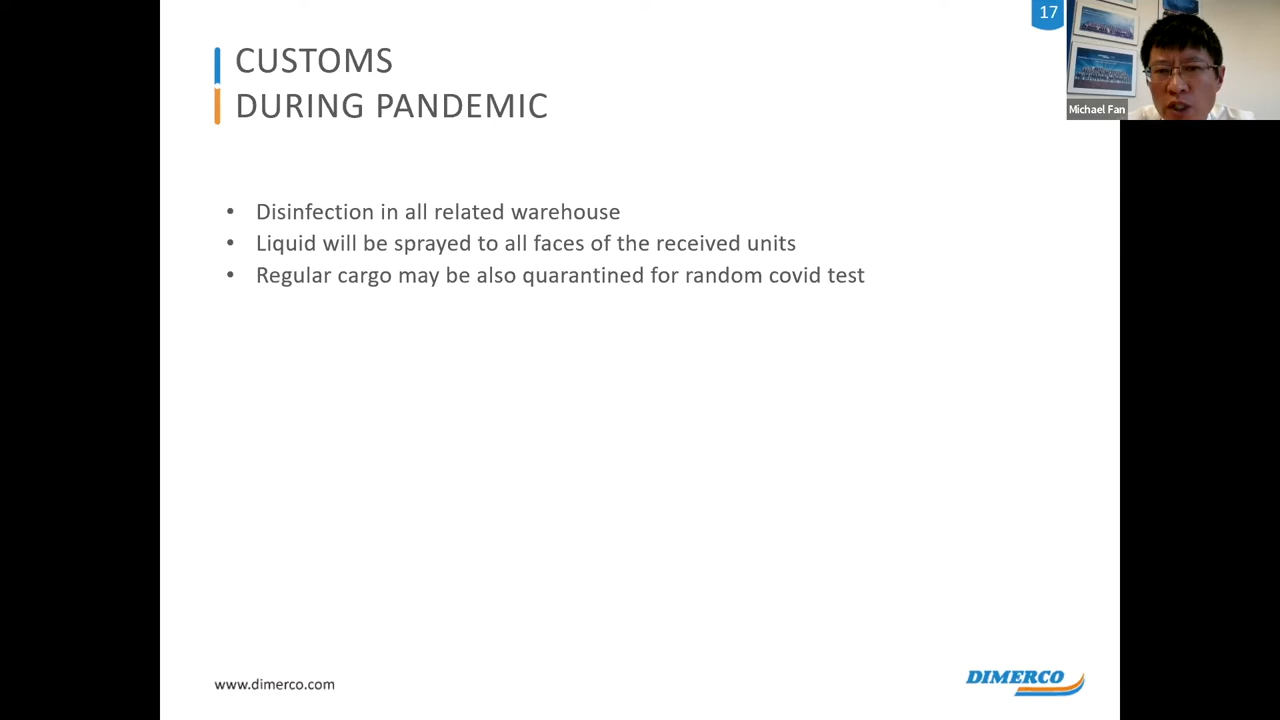 17
CUSTOMS
DURING PANDEMIC
Michael Fan
• Disinfection in all related warehouse
• Liquid will be sprayed to all faces of the received units
• Regular cargo may be also quarantined for random covid test
www.dimerco.com
DIMERCO